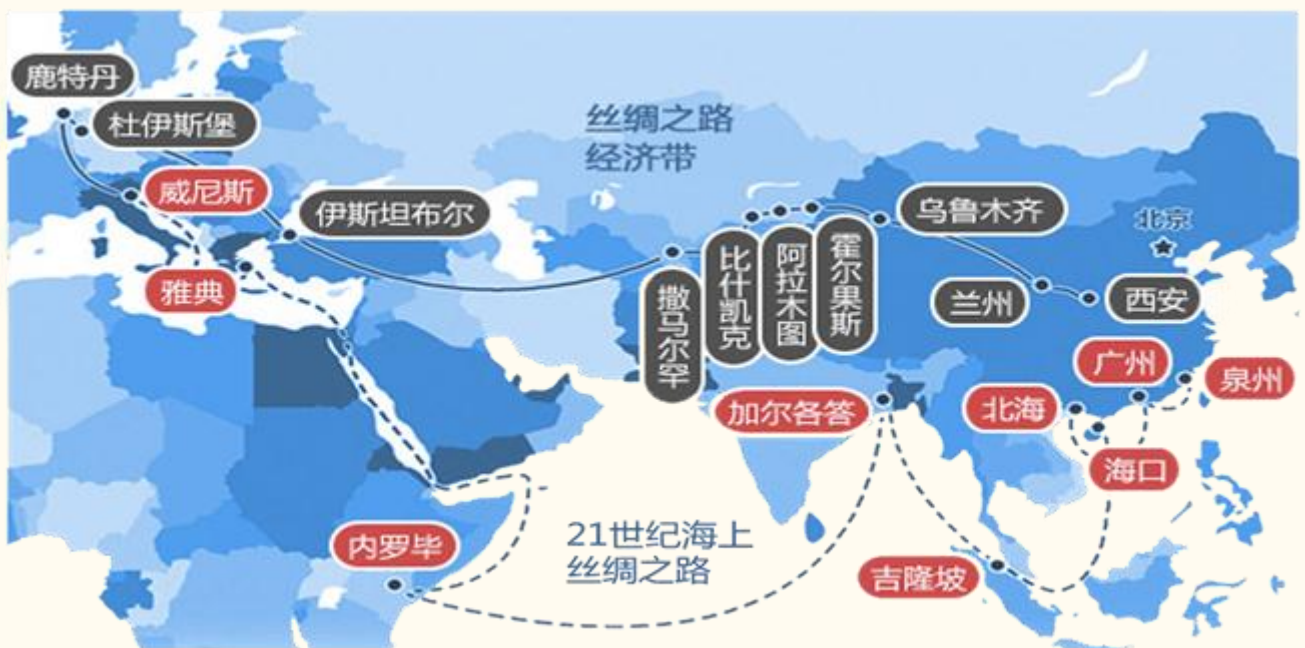 鹿特丹
杜伊斯堡
丝绸之路
经济带
威尼斯
伊斯坦布尔
乌鲁木齐
北京
雅典
撒马尔罕
比什凯克
阿拉木图
霍尔果斯
兰州
西安
广州
泉州
加尔各答
北海
海口
内罗毕
21世纪海上
丝绸之路
吉隆坡